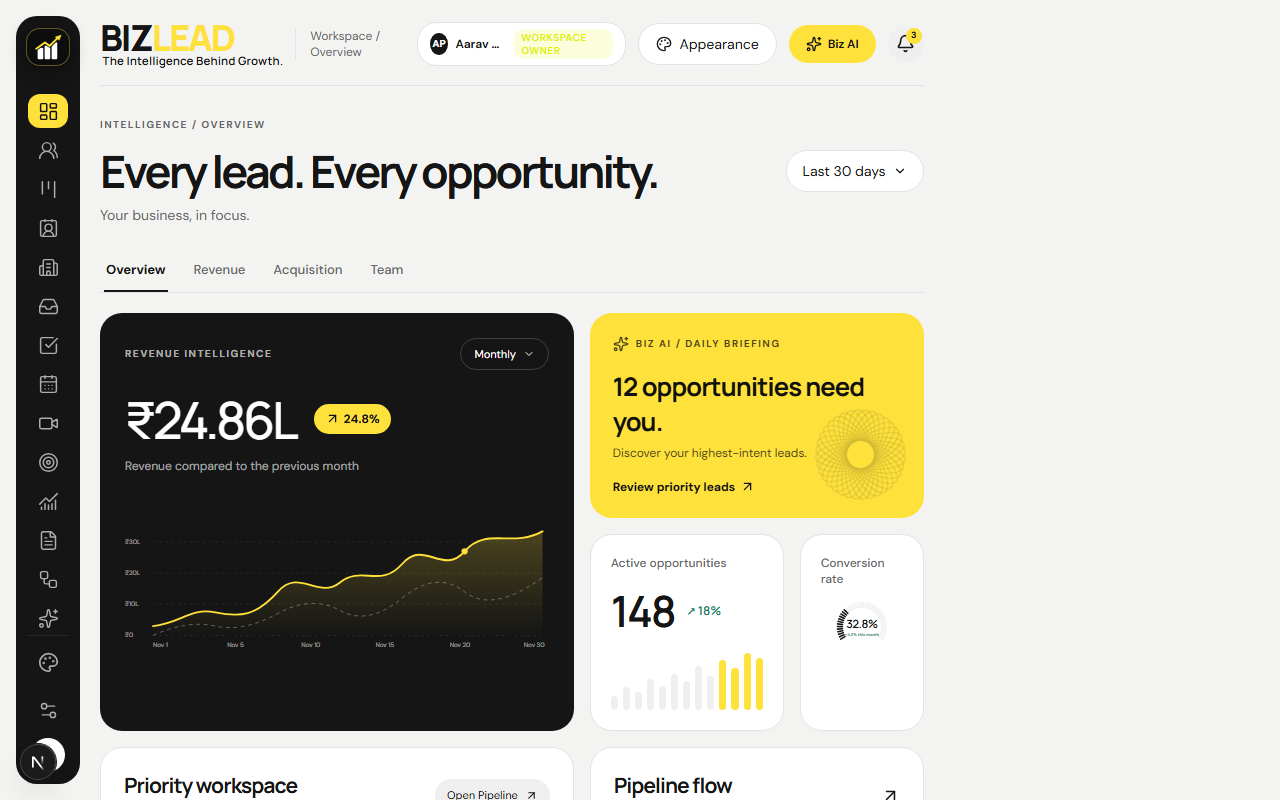 BIZLEAD
The Intelligence Behind Growth.
Workspace /
Overview
AP
Aarav ...
WORKSPACE
OWNER
Appearance
Biz AI
3
INTELLIGENCE / OVERVIEW
Every lead. Every opportunity.
Last 30 days
Your business, in focus.
Overview
Revenue
Acquisition
Team
REVENUE INTELLIGENCE
Monthly
₹24.86L
24.8%
Revenue compared to the previous month
₹30L
₹20L
₹10L
₹0
Nov 1
Nov 5
Nov 10
Nov 15
Nov 20
Nov 30
BIZ AI / DAILY BRIEFING
12 opportunities need
you.
Discover your highest-intent leads.
Review priority leads
Active opportunities
148
↗ 18%
Conversion
rate
32.8%
N
Priority workspace
Open Pipeline
Pipeline flow